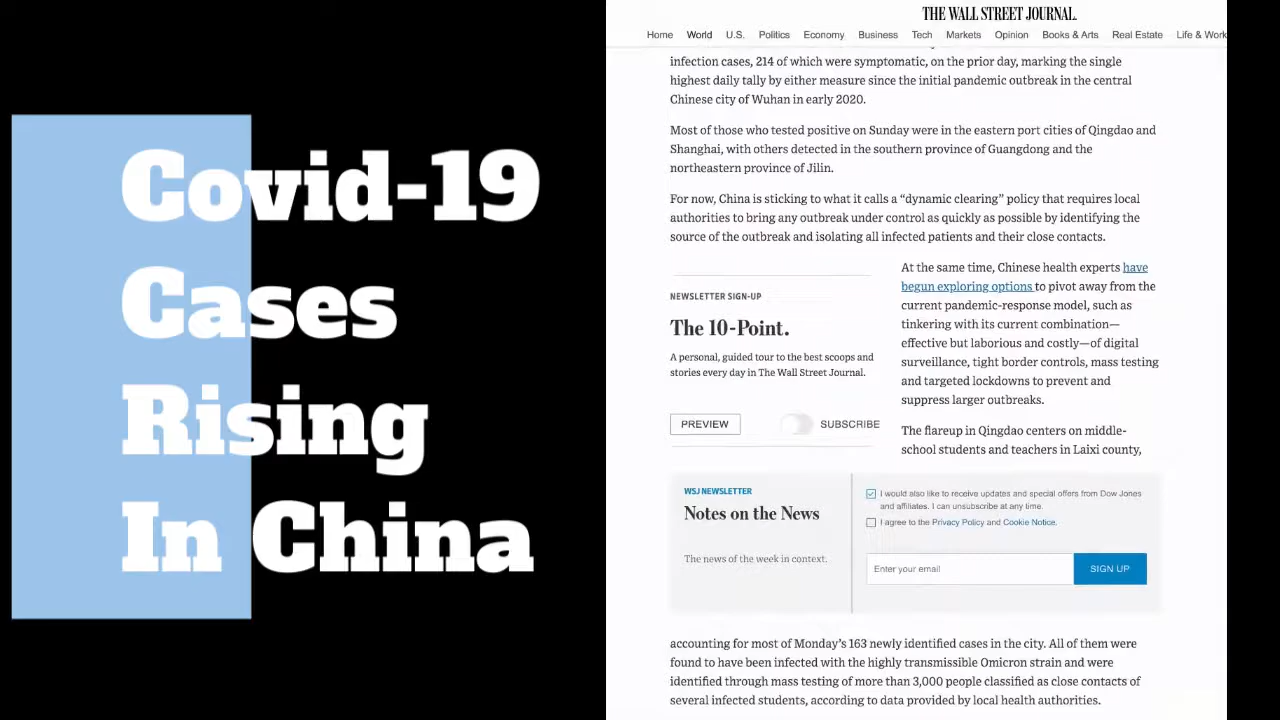 Covid-19
Cases
Rising
In China
THE WALL STREET JOURNAL.
Home World U.S. Politics Economy Business Tech Markets Opinion Books & Arts Real Estate Life & Work
infection cases, 214 of which were symptomatic, on the prior day, marking the single
highest daily tally by either measure since the initial pandemic outbreak in the central
Chinese city of Wuhan in early 2020.
Most of those who tested positive on Sunday were in the eastern port cities of Qingdao and
Shanghai, with others detected in the southern province of Guangdong and the
northeastern province of Jilin.
For now, China is sticking to what it calls a “dynamic clearing” policy that requires local
authorities to bring any outbreak under control as quickly as possible by identifying the
source of the outbreak and isolating all infected patients and their close contacts.
NEWSLETTER SIGN-UP
The 10-Point.
A personal, guided tour to the best scoops and
stories every day in The Wall Street Journal.
PREVIEW
SUBSCRIBE
At the same time, Chinese health experts have
begun exploring options to pivot away from the
current pandemic-response model, such as
tinkering with its current combination—
effective but laborious and costly—of digital
surveillance, tight border controls, mass testing
and targeted lockdowns to prevent and
suppress larger outbreaks.
The flareup in Qingdao centers on middle-
school students and teachers in Laixi county,
WSJ NEWSLETTER
Notes on the News
The news of the week in context.
I would also like to receive updates and special offers from Dow Jones
and affiliates. I can unsubscribe at any time.
I agree to the Privacy Policy and Cookie Notice.
Enter your email
SIGN UP
accounting for most of Monday’s 163 newly identified cases in the city. All of them were
found to have been infected with the highly transmissible Omicron strain and were
identified through mass testing of more than 3,000 people classified as close contacts of
several infected students, according to data provided by local health authorities.